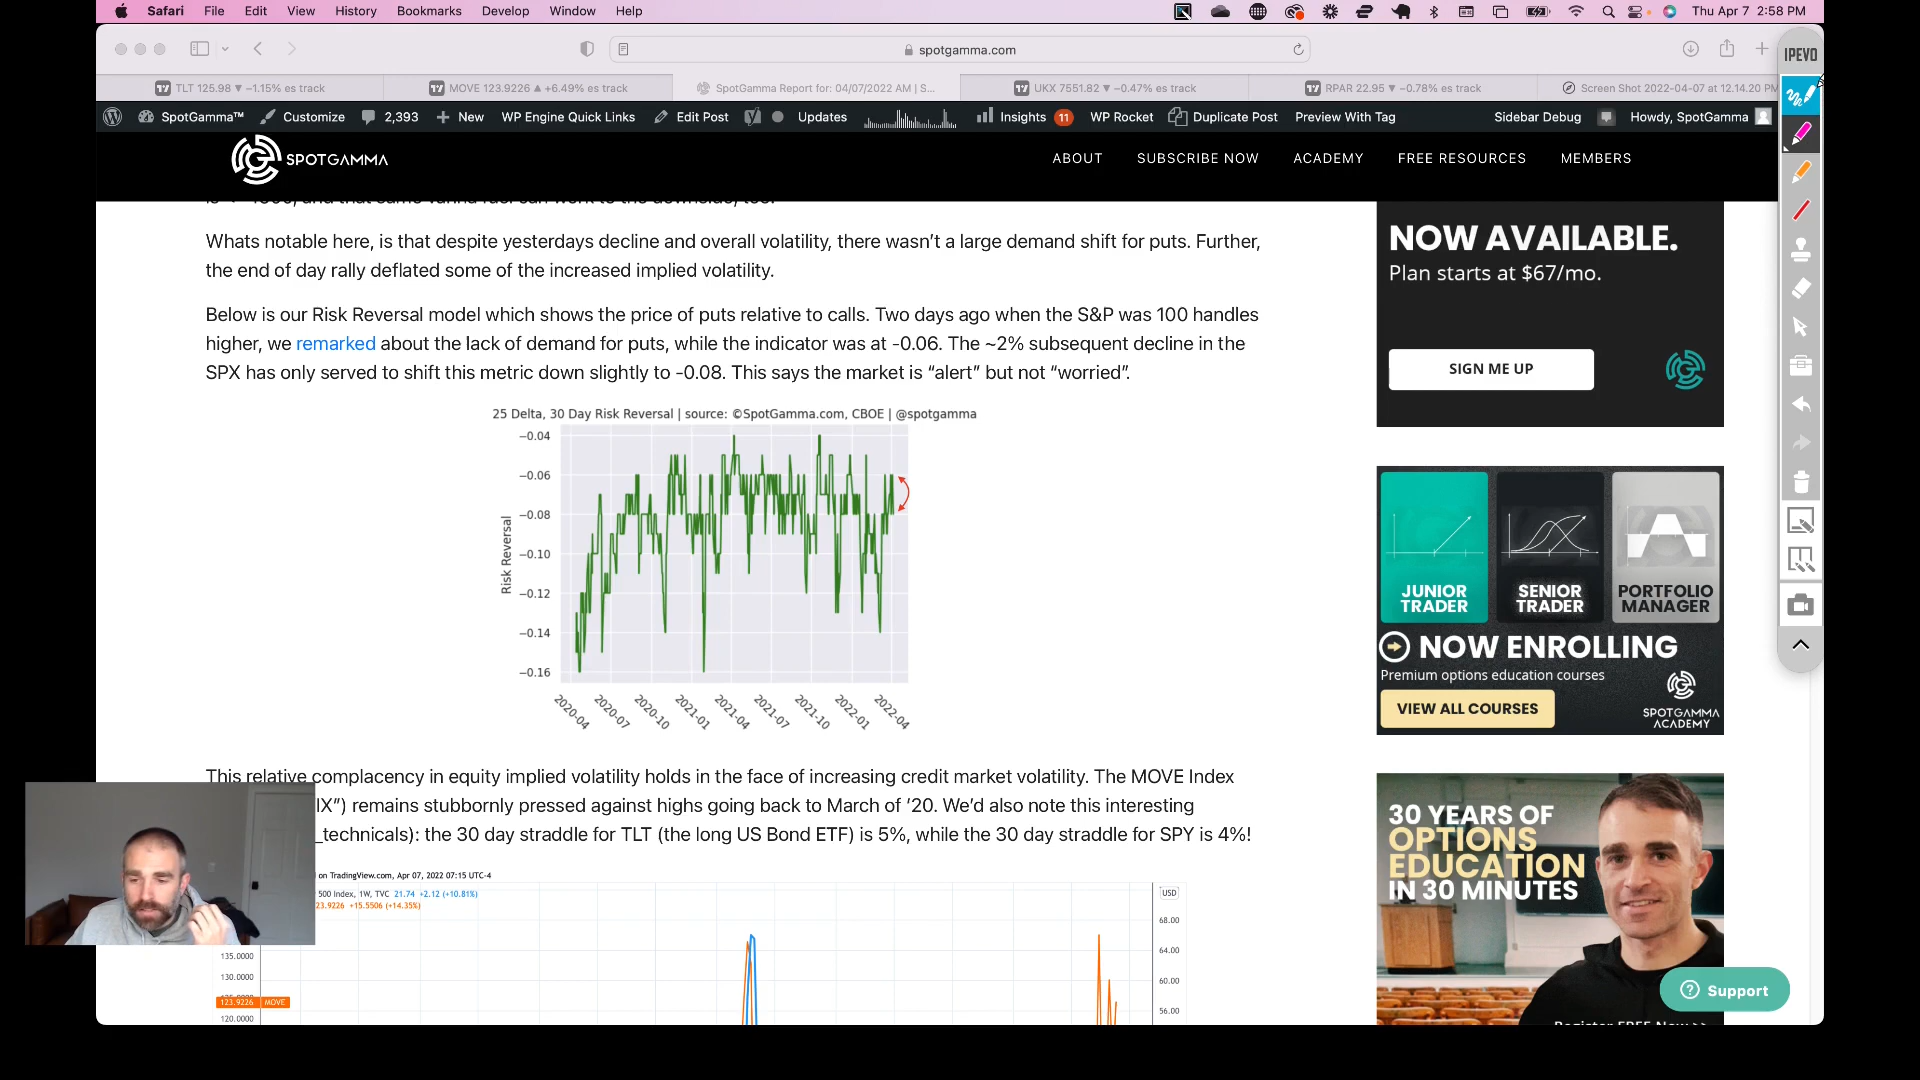 Safari File Edit View History Bookmarks Develop Window Help Thu Apr 7 2:58 PM
spotgamma.com
IPEVO
TLT 125.98 ▼ −1.15% es track
MOVE 123.9226 ▲ +6.49% es track
SpotGamma Report for: 04/07/2022 AM | S...
UKX 7551.82 ▼ −0.47% es track
RPAR 22.95 ▼ −0.78% es track
Screen Shot 2022-04-07 at 12.14.20 PM
SpotGamma™ Customize 2,393 New WP Engine Quick Links Edit Post Updates Insights 11 WP Rocket Duplicate Post Preview With Tag Sidebar Debug Howdy, SpotGamma
SPOTGAMMA
ABOUT SUBSCRIBE NOW ACADEMY FREE RESOURCES MEMBERS
Whats notable here, is that despite yesterdays decline and overall volatility, there wasn't a large demand shift for puts. Further,
the end of day rally deflated some of the increased implied volatility.
Below is our Risk Reversal model which shows the price of puts relative to calls. Two days ago when the S&P was 100 handles
higher, we remarked about the lack of demand for puts, while the indicator was at -0.06. The ~2% subsequent decline in the
SPX has only served to shift this metric down slightly to -0.08. This says the market is “alert” but not “worried”.
25 Delta, 30 Day Risk Reversal | source: ©SpotGamma.com, CBOE | @spotgamma
−0.04
−0.06
−0.08
−0.10
−0.12
−0.14
−0.16
Risk Reversal
2020-04
2020-07
2020-10
2021-01
2021-04
2021-07
2021-10
2022-01
2022-04
This relative complacency in equity implied volatility holds in the face of increasing credit market volatility. The MOVE Index
IX”) remains stubbornly pressed against highs going back to March of ’20. We’d also note this interesting
_technicals): the 30 day straddle for TLT (the long US Bond ETF) is 5%, while the 30 day straddle for SPY is 4%!
on TradingView.com, Apr 07, 2022 07:15 UTC-4
500 Index, 1W, TVC 21.74 +2.12 (+10.81%)
23.9226 +15.5506 (+14.35%)
USD
68.00
64.00
60.00
56.00
135.0000
130.0000
123.9226 MOVE
120.0000
NOW AVAILABLE.
Plan starts at $67/mo.
SIGN ME UP
JUNIOR
TRADER
SENIOR
TRADER
PORTFOLIO
MANAGER
NOW ENROLLING
Premium options education courses
VIEW ALL COURSES
SPOTGAMMA
ACADEMY
30 YEARS OF
OPTIONS
EDUCATION
IN 30 MINUTES
Support